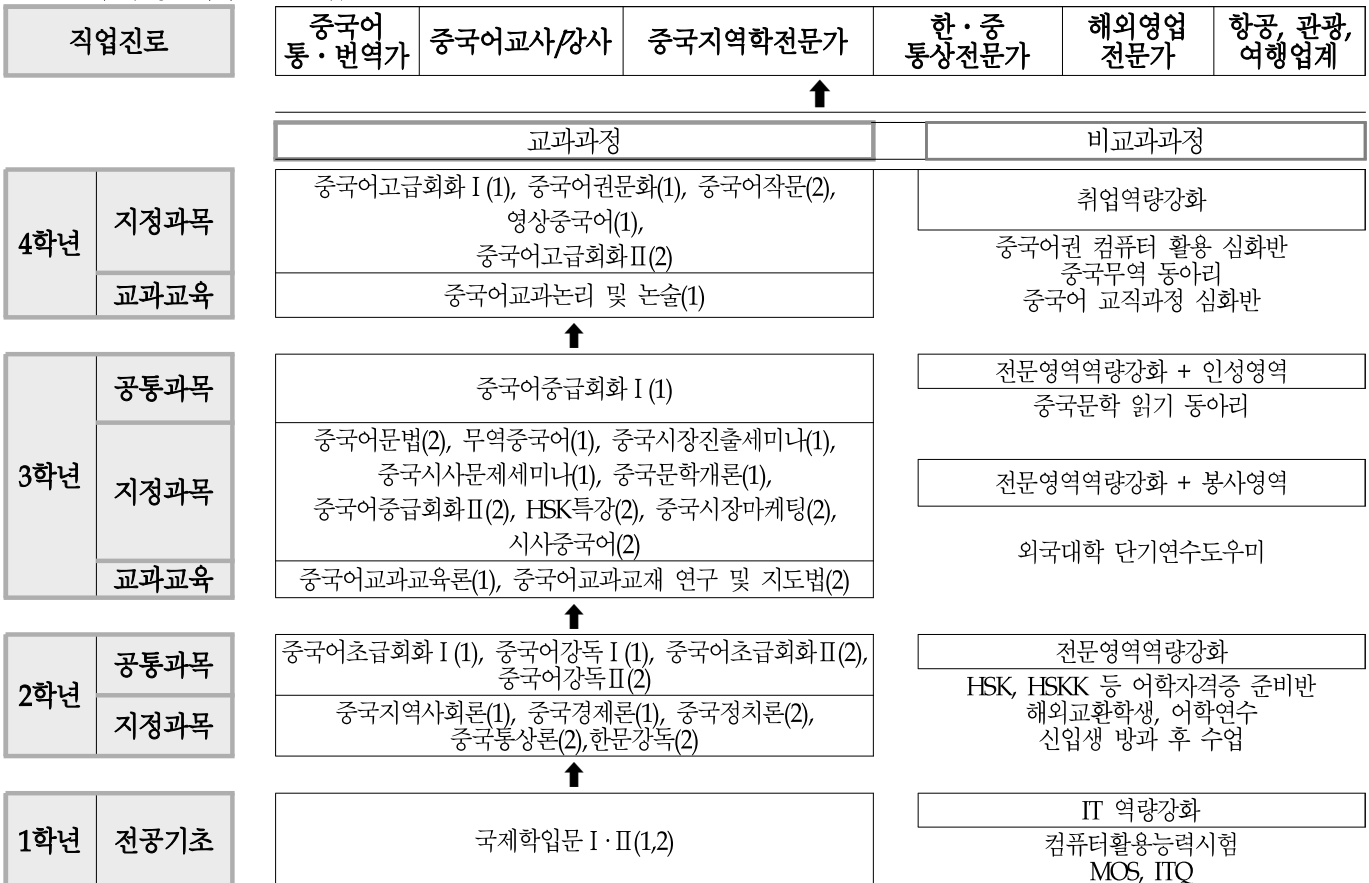 직업진로
중국어
통·번역가
중국어교사/강사
중국지역학전문가
한·중
통상전문가
해외영업
전문가
항공, 관광,
여행업계
교과과정
비교과과정
4학년
지정과목
중국어고급회화Ⅰ(1), 중국어권문화(1), 중국어작문(2),
영상중국어(1),
중국어고급회화Ⅱ(2)
교과교육
중국어교과논리 및 논술(1)
취업역량강화
중국어권 컴퓨터 활용 심화반
중국무역 동아리
중국어 교직과정 심화반
3학년
공통과목
중국어중급회화Ⅰ(1)
지정과목
중국어문법(2), 무역중국어(1), 중국시장진출세미나(1),
중국시사문제세미나(1), 중국문학개론(1),
중국어중급회화Ⅱ(2), HSK특강(2), 중국시장마케팅(2),
시사중국어(2)
교과교육
중국어교과교육론(1), 중국어교과교재 연구 및 지도법(2)
전문영역역량강화 + 인성영역
중국문학 읽기 동아리
전문영역역량강화 + 봉사영역
외국대학 단기연수도우미
2학년
공통과목
중국어초급회화Ⅰ(1), 중국어강독Ⅰ(1), 중국어초급회화Ⅱ(2),
중국어강독Ⅱ(2)
지정과목
중국지역사회론(1), 중국경제론(1), 중국정치론(2),
중국통상론(2),한문강독(2)
전문영역역량강화
HSK, HSKK 등 어학자격증 준비반
해외교환학생, 어학연수
신입생 방과 후 수업
1학년
전공기초
국제학입문Ⅰ·Ⅱ(1,2)
IT 역량강화
컴퓨터활용능력시험
MOS, ITQ